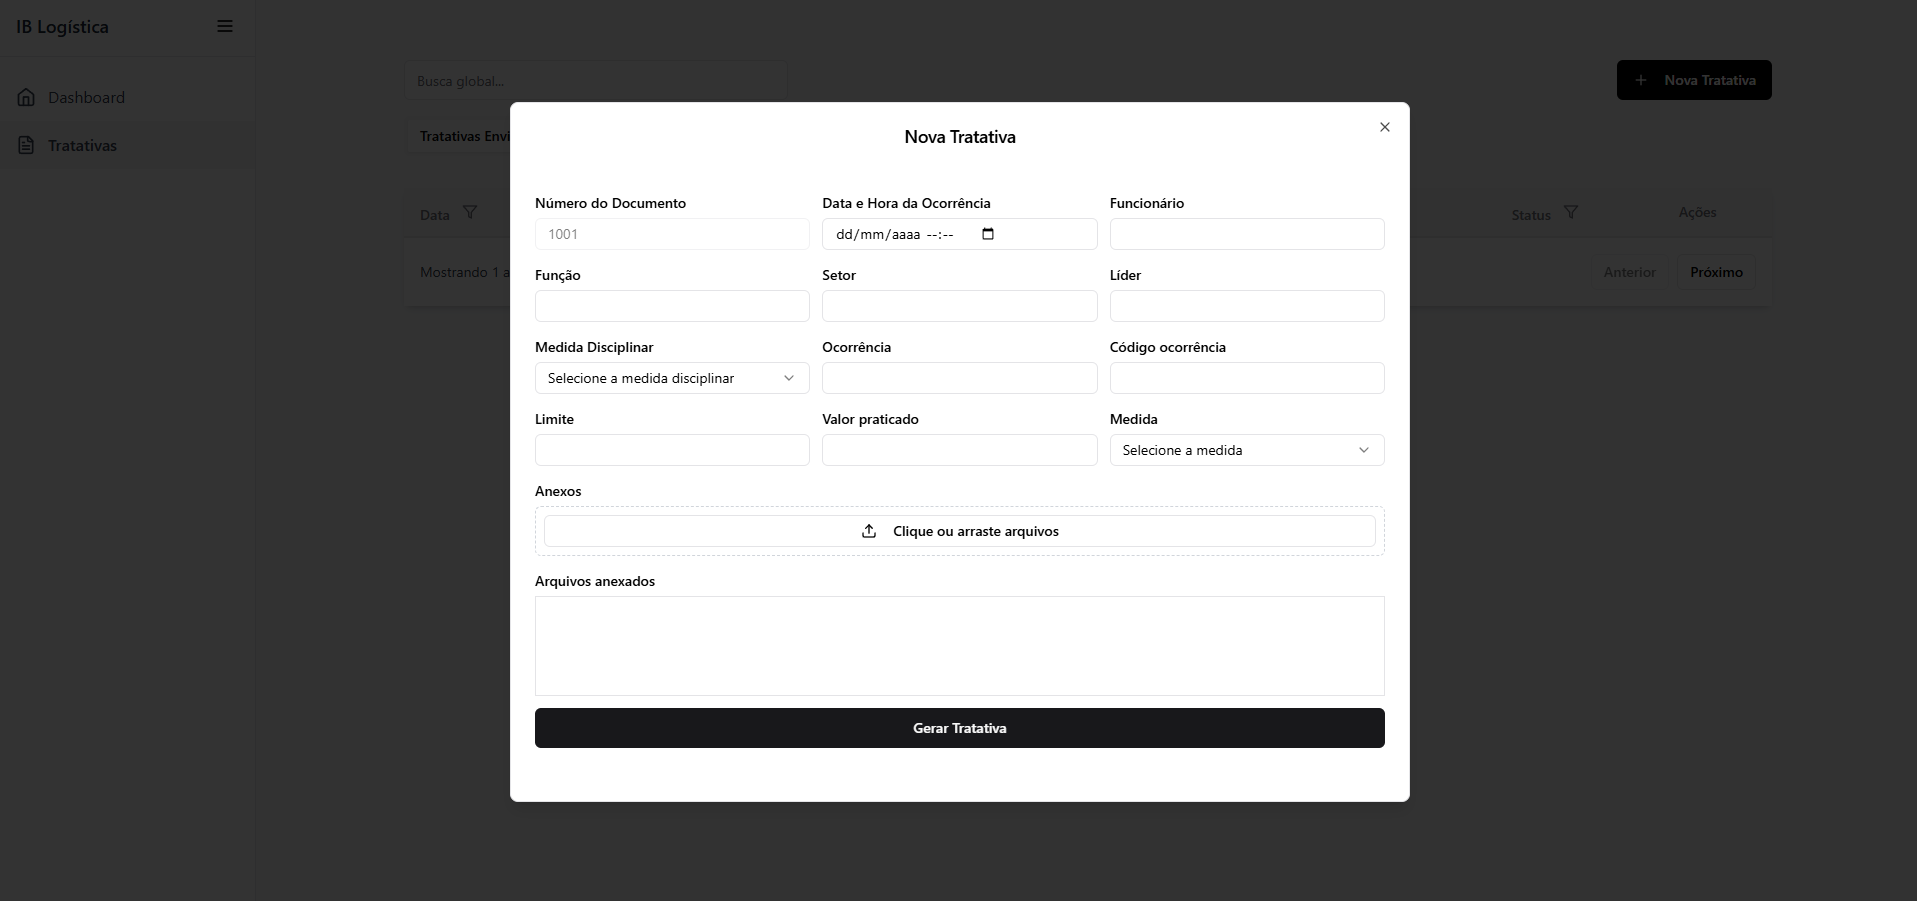 IB Logística
Dashboard
Tratativas
Busca global...
Nova Tratativa
Tratativas Envi
Data
Status
Ações
Mostrando 1 a
Anterior
Próximo
Nova Tratativa
Número do Documento
Data e Hora da Ocorrência
Funcionário
1001
dd/mm/aaaa --:--
Função
Setor
Líder
Medida Disciplinar
Ocorrência
Código ocorrência
Selecione a medida disciplinar
Limite
Valor praticado
Medida
Selecione a medida
Anexos
Clique ou arraste arquivos
Arquivos anexados
Gerar Tratativa